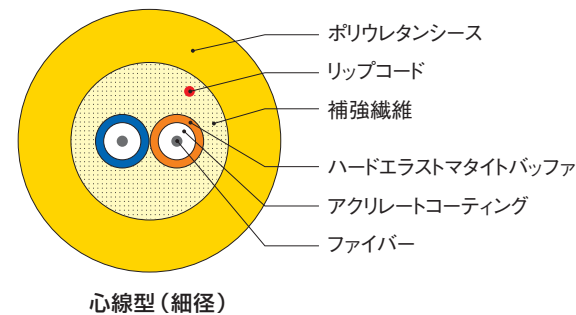 ポリウレタンシース
リップコード
補強繊維
ハードエラストマタイトバッファ
アクリレートコーティング
ファイバー
心線型（細径）